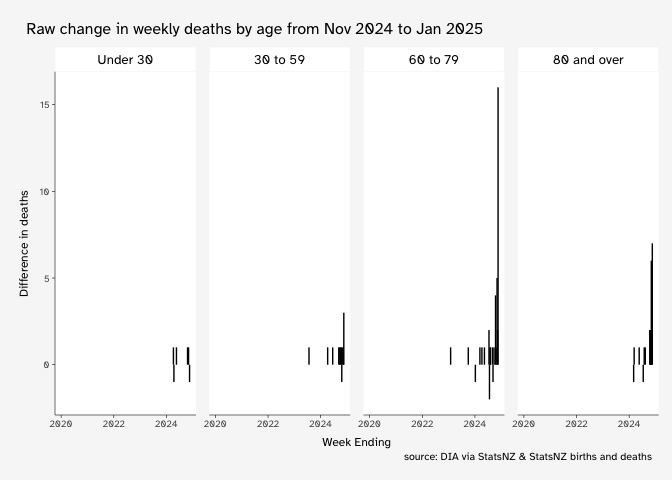 Raw change in weekly deaths by age from Nov 2024 to Jan 2025
Under 30
30 to 59
60 to 79
80 and over
Difference in deaths
15
10
5
0
2020 2022 2024
2020 2022 2024
2020 2022 2024
2020 2022 2024
Week Ending
source: DIA via StatsNZ & StatsNZ births and deaths